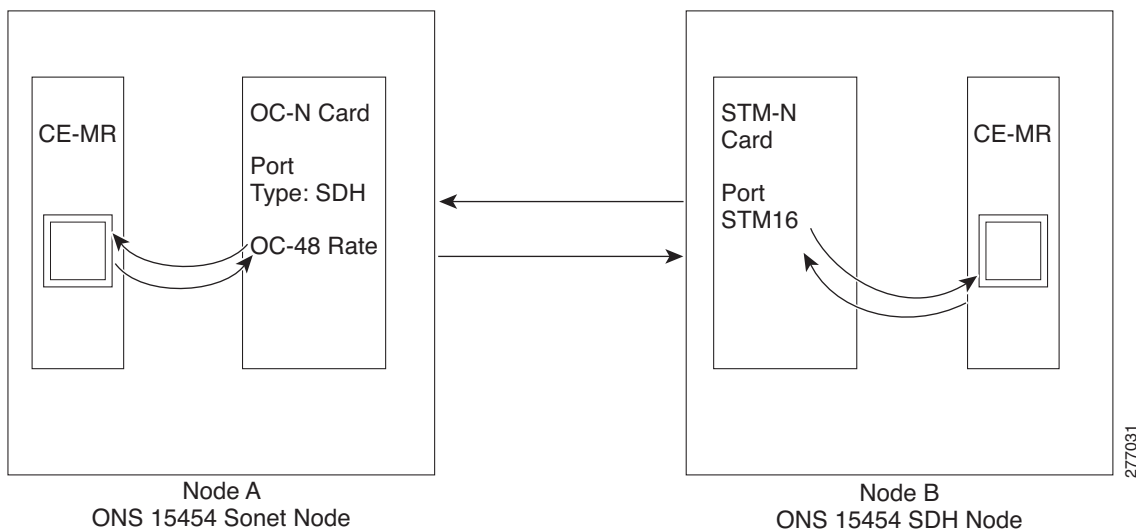 CE-MR
OC-N Card
Port
Type: SDH
OC-48 Rate
STM-N
Card
Port
STM16
CE-MR
Node A
ONS 15454 Sonet Node
Node B
ONS 15454 SDH Node
277031